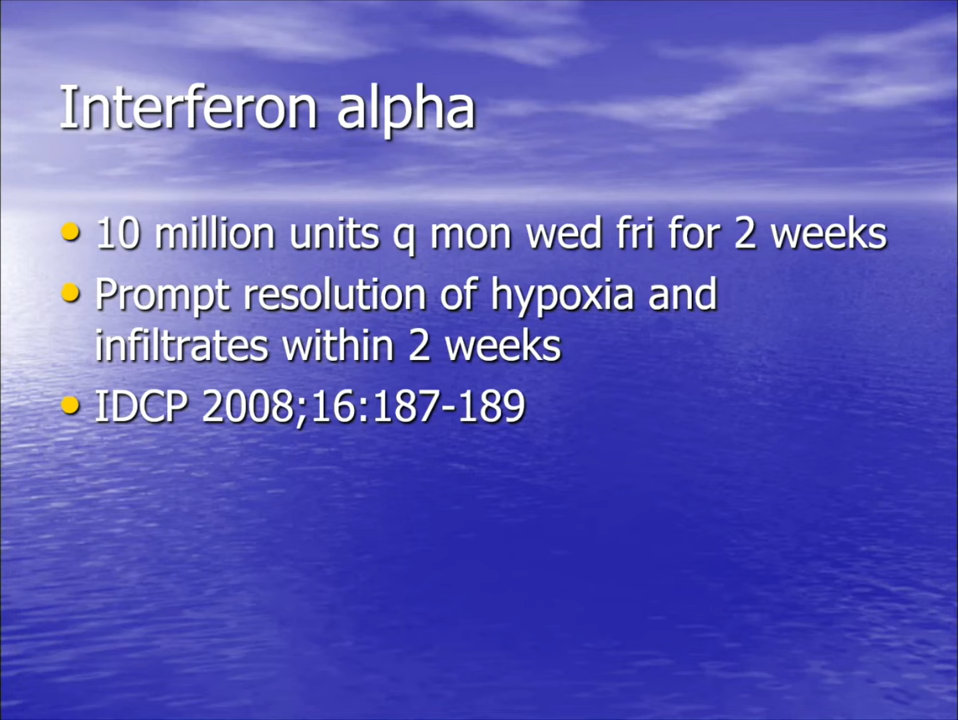 Interferon alpha
• 10 million units q mon wed fri for 2 weeks
• Prompt resolution of hypoxia and
infiltrates within 2 weeks
• IDCP 2008;16:187-189